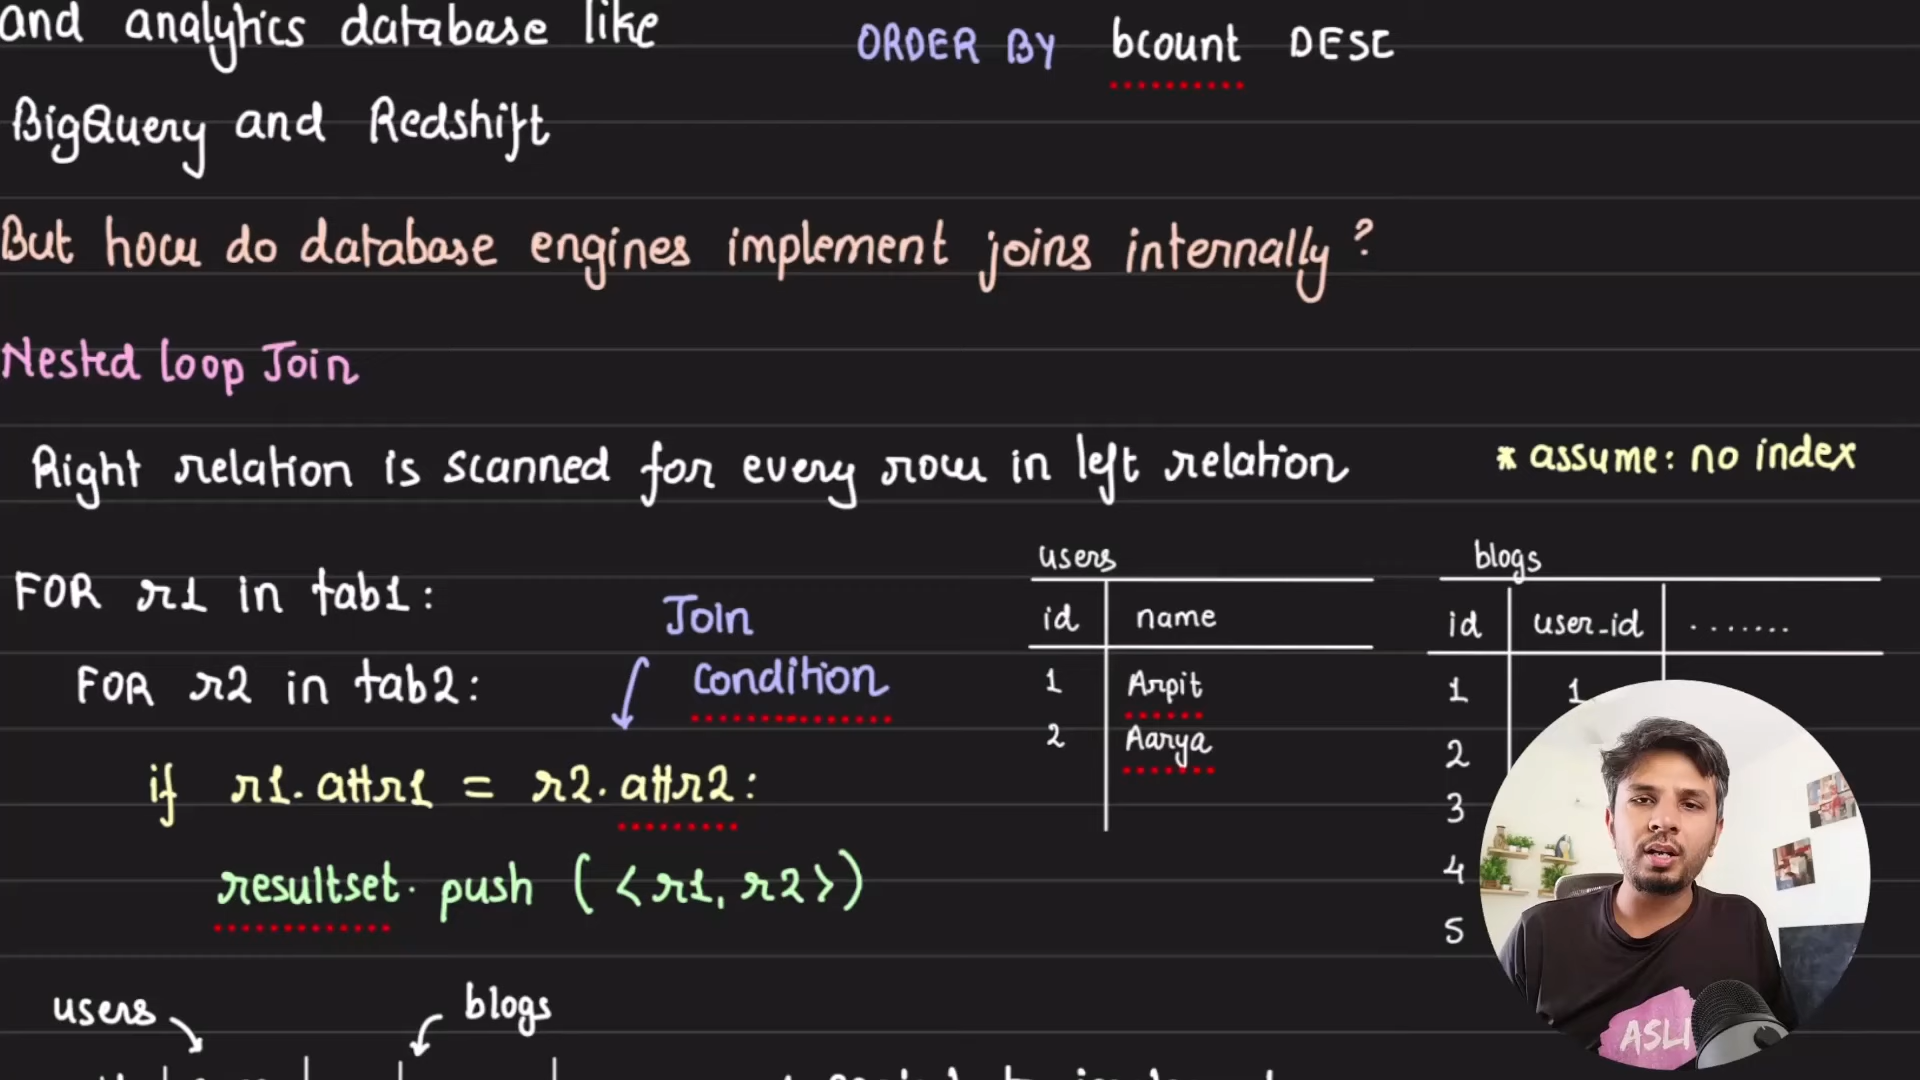 and analytics database like
BigQuery and Redshift
ORDER BY bcount DESC
But how do database engines implement joins internally?
Nested loop Join
Right relation is scanned for every row in left relation
* assume: no index
FOR r1 in tab1:
FOR r2 in tab2:
if r1.attr1 = r2.attr2:
resultset.push (<r1, r2>)
Join
Condition
users
id name
1 Arpit
2 Aarya
blogs
id user_id .......
1 1
2
3
4
5
users
blogs
ASLI